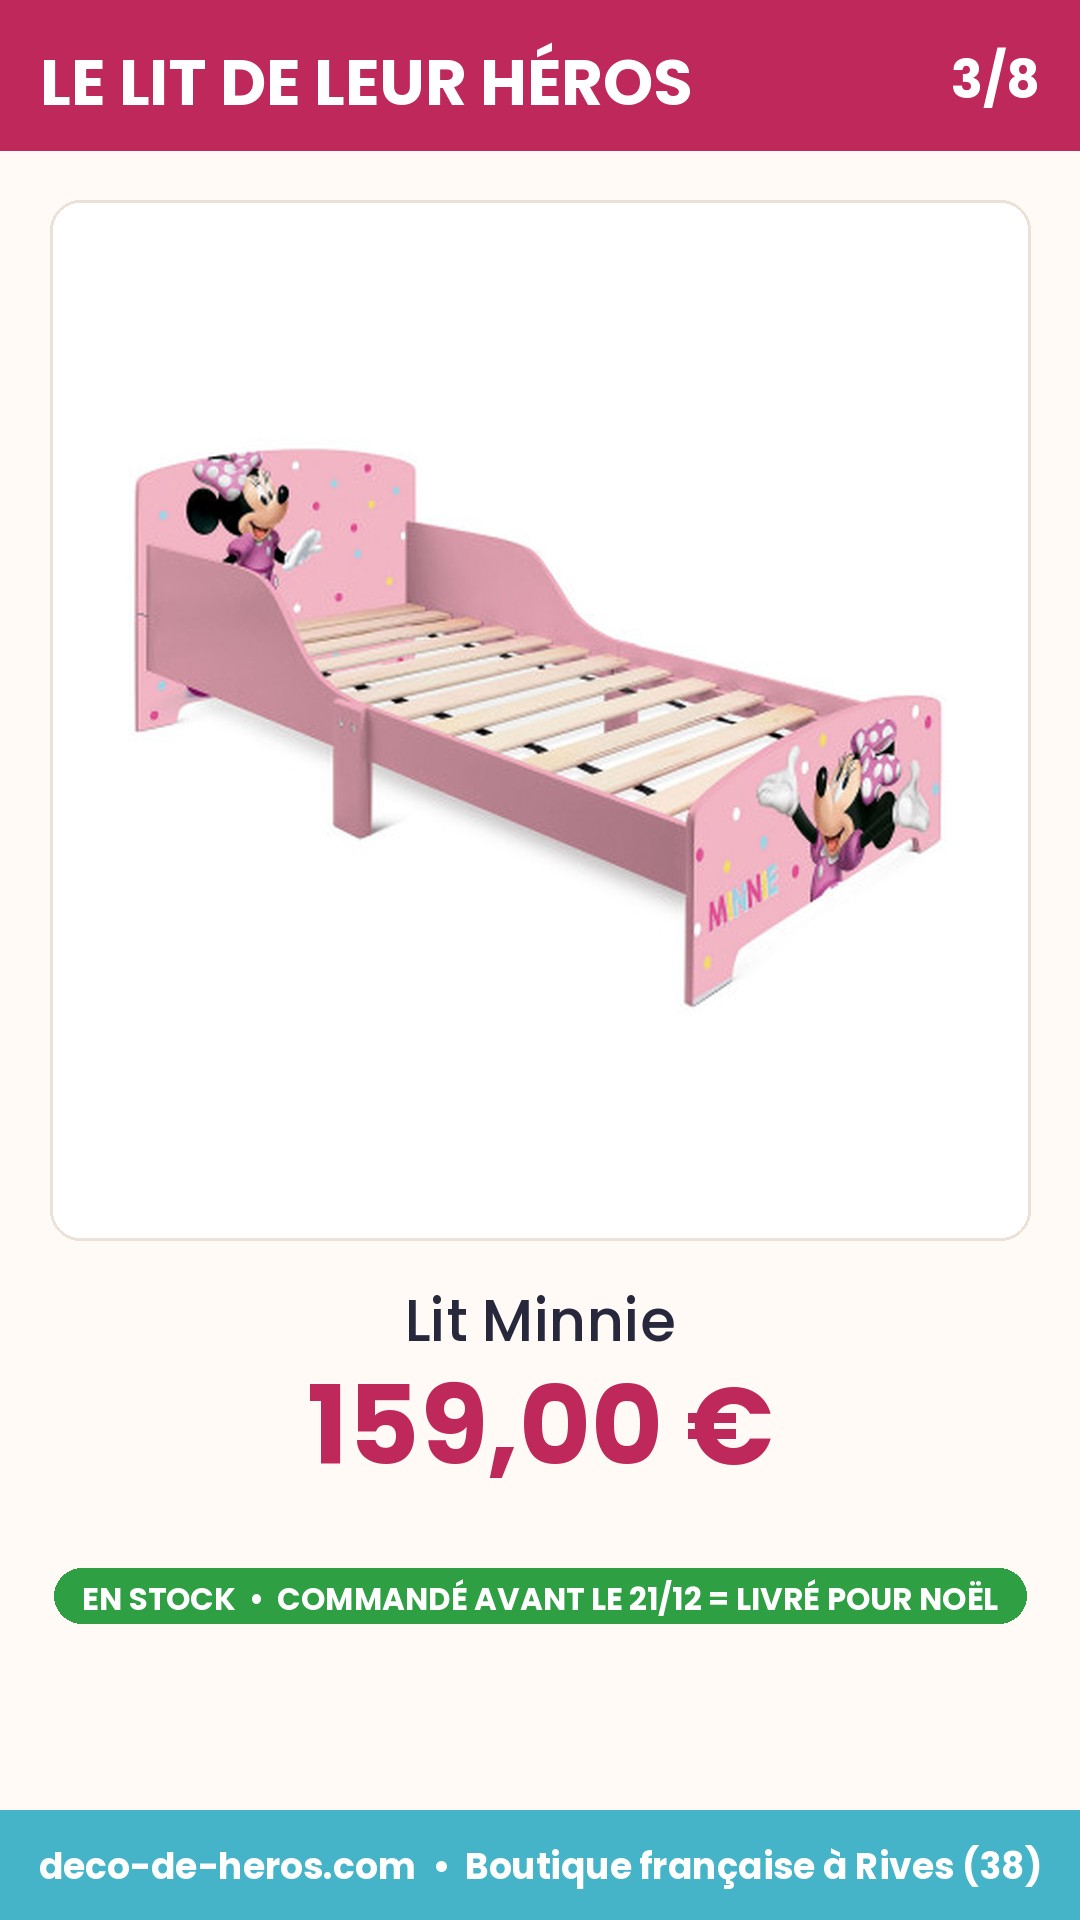 LE LIT DE LEUR HÉROS
3/8
MINNIE
Lit Minnie
159,00 €
EN STOCK • COMMANDÉ AVANT LE 21/12 = LIVRÉ POUR NOËL
deco-de-heros.com • Boutique française à Rives (38)